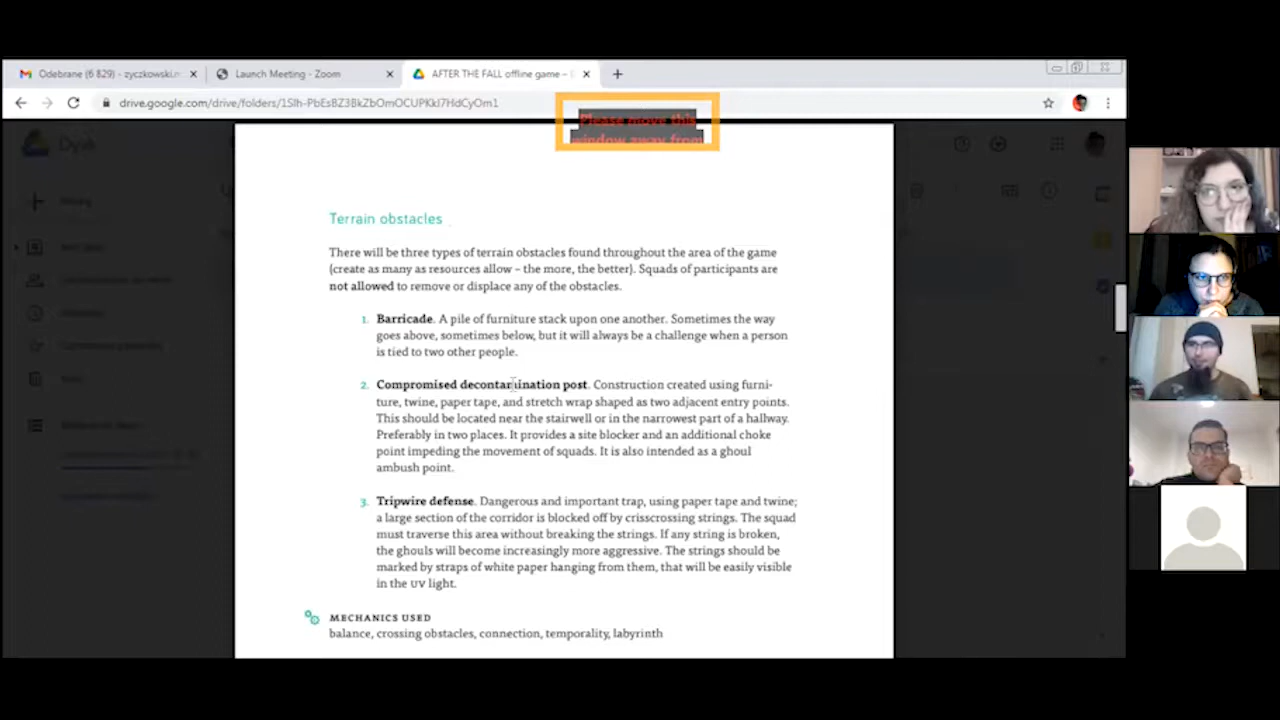 Odebrane (6 829) - zyczkowski.n
Launch Meeting - Zoom
AFTER THE FALL offline game –
drive.google.com/drive/folders/1SIh-PbEsBZ3BkZbOmOCUPKkI7HdCyOm1
Please move this
window away from
Dysk
Terrain obstacles
There will be three types of terrain obstacles found throughout the area of the game
(create as many as resources allow – the more, the better). Squads of participants are
not allowed to remove or displace any of the obstacles.
1. Barricade. A pile of furniture stack upon one another. Sometimes the way
goes above, sometimes below, but it will always be a challenge when a person
is tied to two other people.
2. Compromised decontamination post. Construction created using furni-
ture, twine, paper tape, and stretch wrap shaped as two adjacent entry points.
This should be located near the stairwell or in the narrowest part of a hallway.
Preferably in two places. It provides a site blocker and an additional choke
point impeding the movement of squads. It is also intended as a ghoul
ambush point.
3. Tripwire defense. Dangerous and important trap, using paper tape and twine;
a large section of the corridor is blocked off by crisscrossing strings. The squad
must traverse this area without breaking the strings. If any string is broken,
the ghouls will become increasingly more aggressive. The strings should be
marked by straps of white paper hanging from them, that will be easily visible
in the UV light.
MECHANICS USED
balance, crossing obstacles, connection, temporality, labyrinth